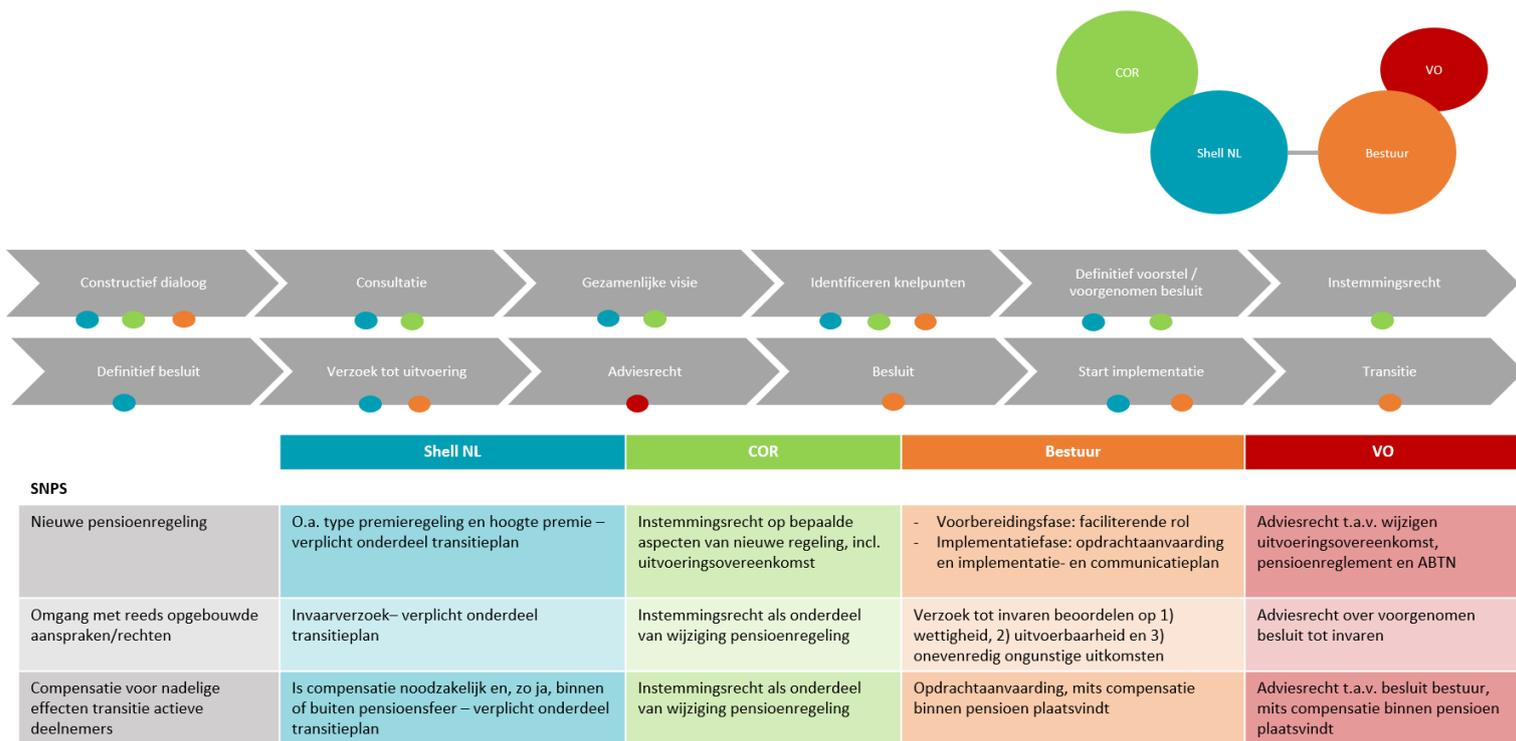 COR
VO
Shell NL
Bestuur
Constructief dialoog
Consultatie
Gezamenlijke visie
Identificeren knelpunten
Definitief voorstel /
voorgenomen besluit
Instemmingsrecht
Definitief besluit
Verzoek tot uitvoering
Adviesrecht
Besluit
Start implementatie
Transitie
Shell NL
COR
Bestuur
VO
SNPS
Nieuwe pensioenregeling
O.a. type premieregeling en hoogte premie –
verplicht onderdeel transitieplan
Instemmingsrecht op bepaalde
aspecten van nieuwe regeling, incl.
uitvoeringsovereenkomst
- Voorbereidingsfase: faciliterende rol
- Implementatiefase: opdrachtaanvaarding
en implementatie- en communicatieplan
Adviesrecht t.a.v. wijzigen
uitvoeringsovereenkomst,
pensioenreglement en ABTN
Omgang met reeds opgebouwde
aanspraken/rechten
Invaarverzoek– verplicht onderdeel
transitieplan
Instemmingsrecht als onderdeel
van wijziging pensioenregeling
Verzoek tot invaren beoordelen op 1)
wettigheid, 2) uitvoerbaarheid en 3)
onevenredig ongunstige uitkomsten
Adviesrecht over voorgenomen
besluit tot invaren
Compensatie voor nadelige
effecten transitie actieve
deelnemers
Is compensatie noodzakelijk en, zo ja, binnen
of buiten pensioensfeer – verplicht onderdeel
transitieplan
Instemmingsrecht als onderdeel
van wijziging pensioenregeling
Opdrachtaanvaarding, mits compensatie
binnen pensioen plaatsvindt
Adviesrecht t.a.v. besluit bestuur,
mits compensatie binnen pensioen
plaatsvindt